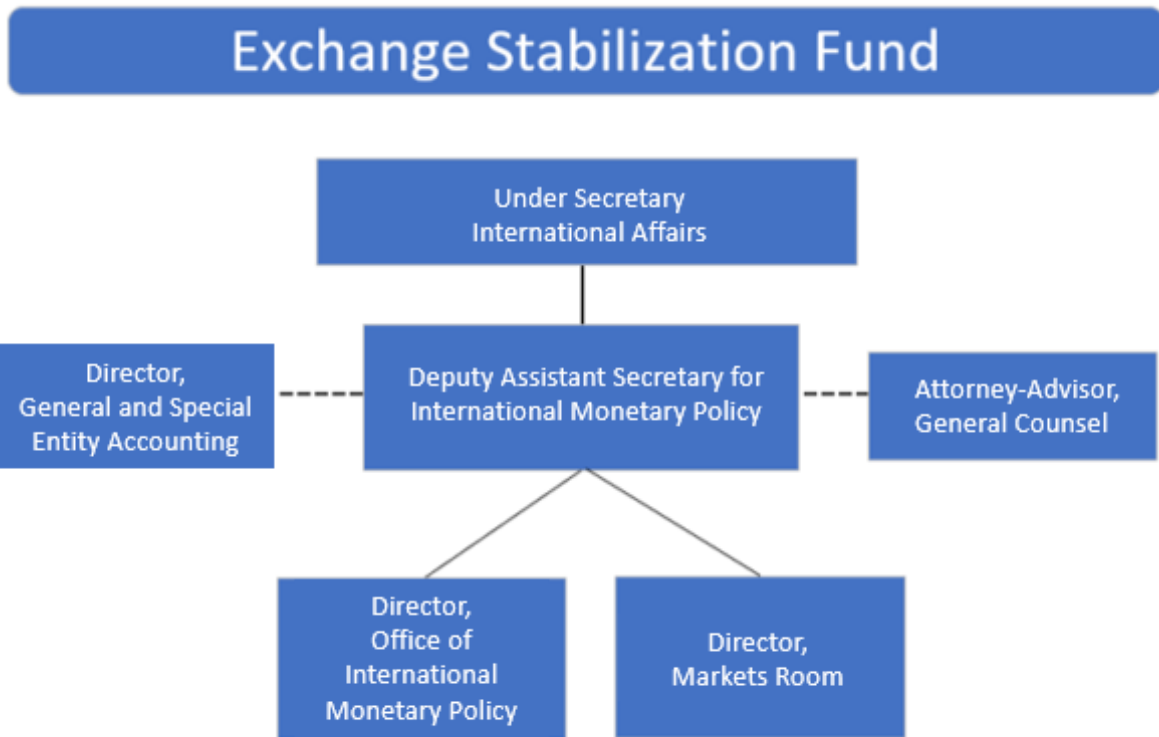 Exchange Stabilization Fund
Under Secretary
International Affairs
Director,
General and Special
Entity Accounting
Deputy Assistant Secretary for
International Monetary Policy
Attorney-Advisor,
General Counsel
Director,
Office of
International
Monetary Policy
Director,
Markets Room